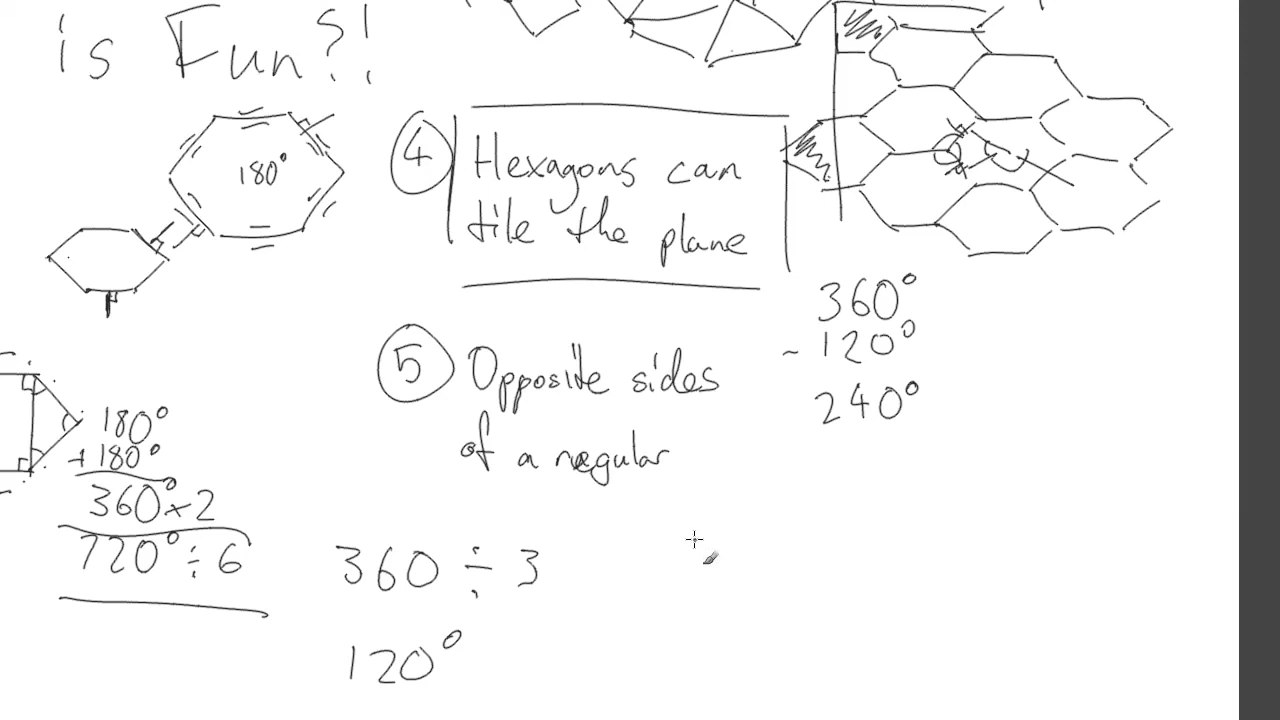 is Fun?!
180°
4
Hexagons can
tile the plane
360°
- 120°
240°
5
Opposite sides
of a regular
180°
+ 180°
360° × 2
720° ÷ 6
360 ÷ 3
120°